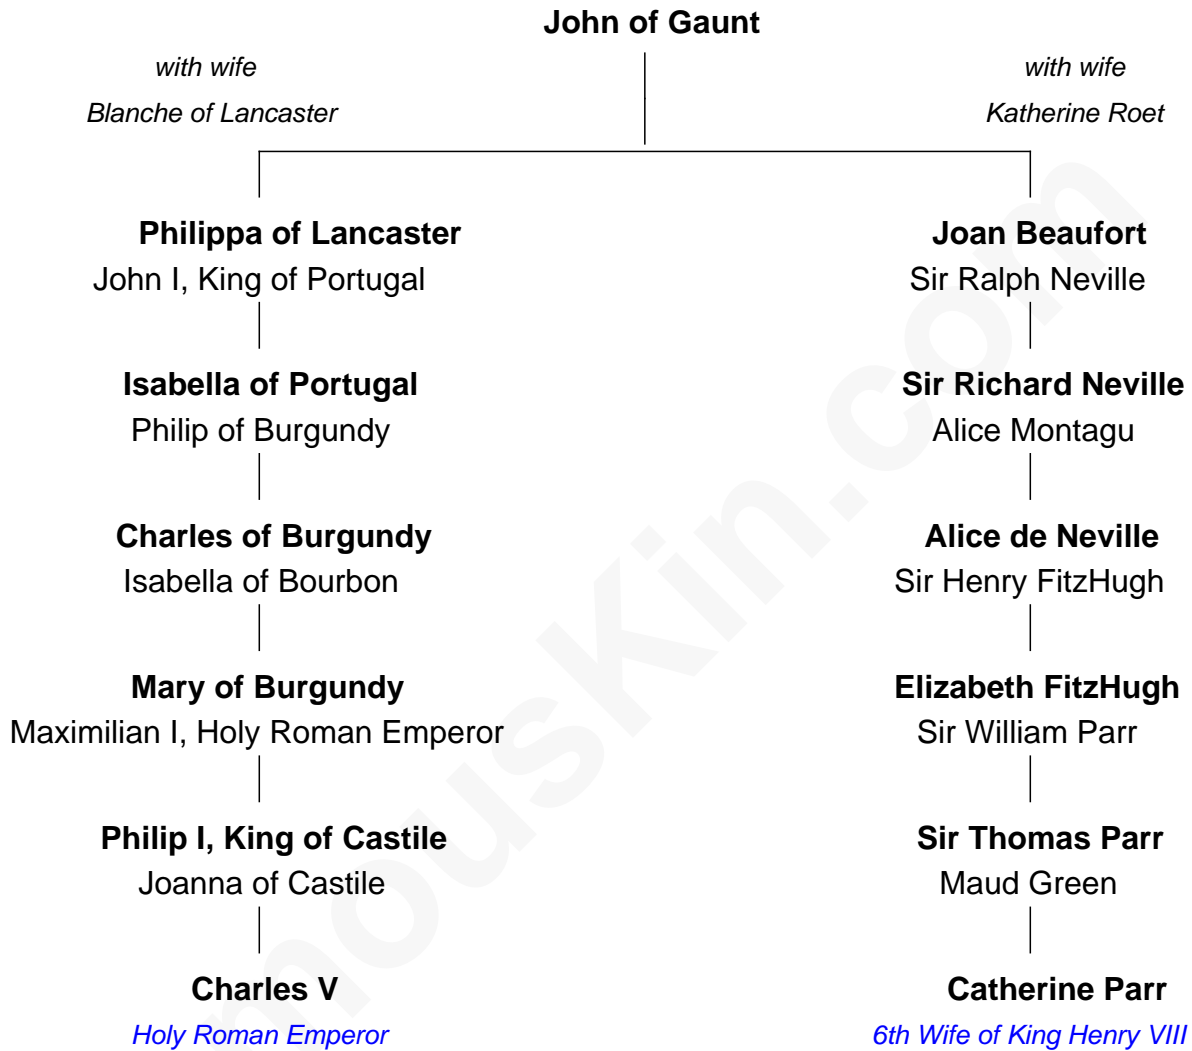 John of Gaunt
with wife
Blanche of Lancaster
with wife
Katherine Roet
Philippa of Lancaster
John I, King of Portugal
Joan Beaufort
Sir Ralph Neville
Isabella of Portugal
Philip of Burgundy
Sir Richard Neville
Alice Montagu
Charles of Burgundy
Isabella of Bourbon
Alice de Neville
Sir Henry FitzHugh
Mary of Burgundy
Maximilian I, Holy Roman Emperor
Elizabeth FitzHugh
Sir William Parr
Philip I, King of Castile
Joanna of Castile
Sir Thomas Parr
Maud Green
Charles V
Holy Roman Emperor
Catherine Parr
6th Wife of King Henry VIII
mousKin.com